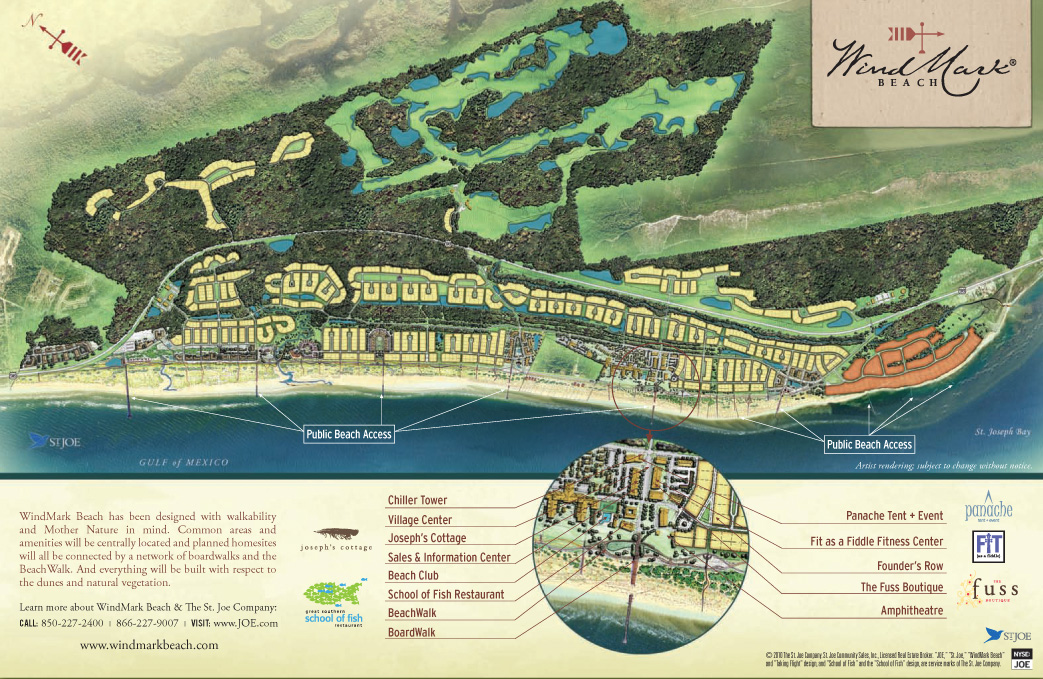 N
WindMark®
BEACH
Public Beach Access
Public Beach Access
ST.JOE
GULF of MEXICO
St. Joseph Bay
Artist rendering; subject to change without notice.
WindMark Beach has been designed with walkability
and Mother Nature in mind. Common areas and
amenities will be centrally located and planned homesites
will all be connected by a network of boardwalks and the
BeachWalk. And everything will be built with respect to
the dunes and natural vegetation.
Learn more about WindMark Beach & The St. Joe Company:
CALL: 850-227-2400 | 866-227-9007 | VISIT: www.JOE.com
www.windmarkbeach.com
joseph's cottage
great southern
school of fish
restaurant
Chiller Tower
Village Center
Joseph's Cottage
Sales & Information Center
Beach Club
School of Fish Restaurant
BeachWalk
BoardWalk
Panache Tent + Event
Fit as a Fiddle Fitness Center
Founder's Row
The Fuss Boutique
Amphitheatre
panache
tent + event
FIT
(as a fiddle)
THE
fuss
BOUTIQUE
ST.JOE
© 2010 The St. Joe Company. St. Joe Community Sales, Inc., Licensed Real Estate Broker. "JOE," "St. Joe," "WindMark Beach"
and "Taking Flight" design, and "School of Fish" and the "School of Fish" design, are service marks of The St. Joe Company.
NYSE:
JOE